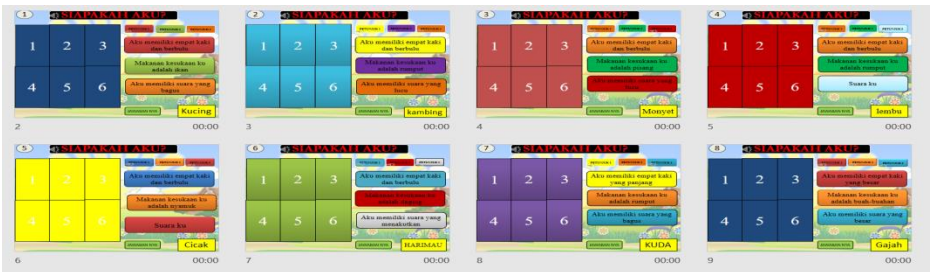 1 SIAPAKAH AKU?
1 2 3
4 5 6
Aku memiliki empat kaki
dan berbulu
Makanan kesukaan ku
adalah ikan
Aku memiliki suara yang
bagus
Kucing
2 00:00
2 SIAPAKAH AKU?
1 2 3
4 5 6
Aku memiliki empat kaki
dan berbulu
Makanan kesukaan ku
adalah rumput
Aku memiliki suara yang
lucu
kambing
3 00:00
3 SIAPAKAH AKU?
1 2 3
4 5 6
Aku memiliki empat kaki
dan berbulu
Makanan kesukaan ku
adalah pisang
Aku memiliki suara yang
Monyet
4 00:00
4 SIAPAKAH AKU?
1 2 3
4 5 6
Aku memiliki empat kaki
dan berbulu
Makanan kesukaan ku
adalah rumput
Suara ku
lembu
5 00:00
5 SIAPAKAH AKU?
1 2 3
4 5 6
Aku memiliki empat kaki
dan berbulu
Makanan kesukaan ku
adalah nyamuk
Suara ku
Cicak
6 00:00
6 SIAPAKAH AKU?
1 2 3
4 5 6
Aku memiliki empat kaki
dan berbulu
Makanan kesukaan ku
adalah daging
Aku memiliki suara yang
menakutkan
HARIMAU
7 00:00
7 SIAPAKAH AKU?
1 2 3
4 5 6
Aku memiliki empat kaki
yang panjang
Makanan kesukaan ku
adalah rumput
Aku memiliki suara yang
bagus
KUDA
8 00:00
8 SIAPAKAH AKU?
1 2 3
4 5 6
Aku memiliki empat kaki
yang besar
Makanan kesukaan ku
adalah buah-buahan
Aku memiliki suara yang
besar
Gajah
9 00:00